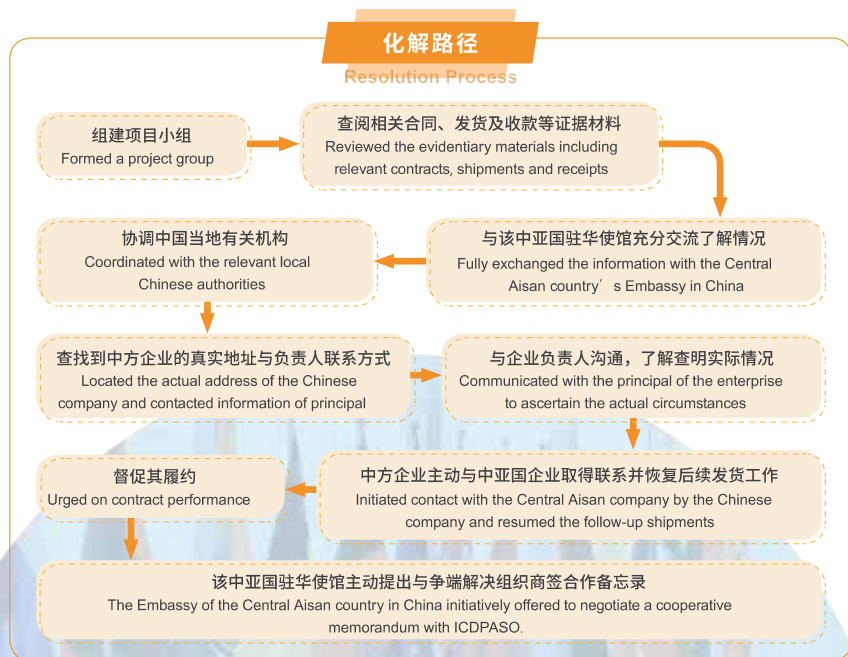 化解路径
Resolution Process
组建项目小组
Formed a project group
查阅相关合同、发货及收款等证据材料
Reviewed the evidentiary materials including
relevant contracts, shipments and receipts
与该中亚国驻华使馆充分交流了解情况
Fully exchanged the information with the Central
Aisan country's Embassy in China
协调中国当地有关机构
Coordinated with the relevant local
Chinese authorities
查找到中方企业的真实地址与负责人联系方式
Located the actual address of the Chinese
company and contacted information of principal
与企业负责人沟通，了解查明实际情况
Communicated with the principal of the enterprise
to ascertain the actual circumstances
中方企业主动与中亚国企业取得联系并恢复后续发货工作
Initiated contact with the Central Aisan company by the Chinese
company and resumed the follow-up shipments
督促其履约
Urged on contract performance
该中亚国驻华使馆主动提出与争端解决组织商签合作备忘录
The Embassy of the Central Aisan country in China initiatively offered to negotiate a cooperative
memorandum with ICDPASO.